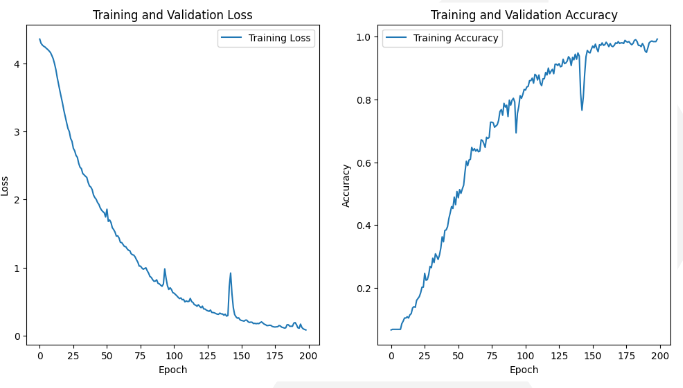 Training and Validation Loss
Training Loss
Loss
4
3
2
1
0
0 25 50 75 100 125 150 175 200
Epoch
Training and Validation Accuracy
Training Accuracy
Accuracy
1.0
0.8
0.6
0.4
0.2
0 25 50 75 100 125 150 175 200
Epoch